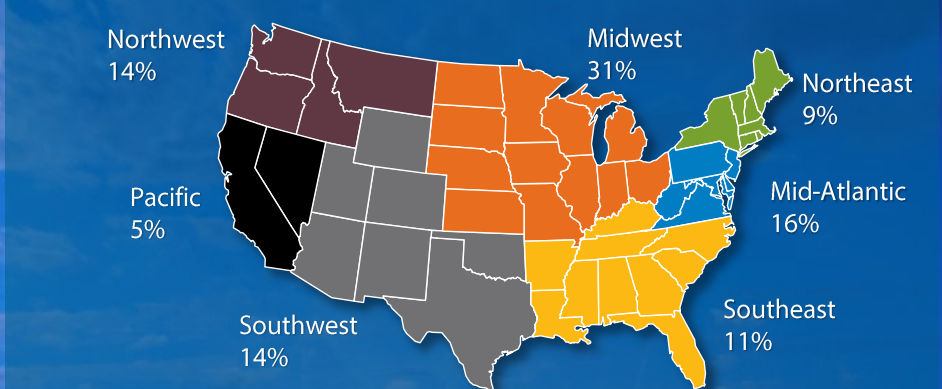 Northwest
14%
Midwest
31%
Northeast
9%
Pacific
5%
Mid-Atlantic
16%
Southwest
14%
Southeast
11%